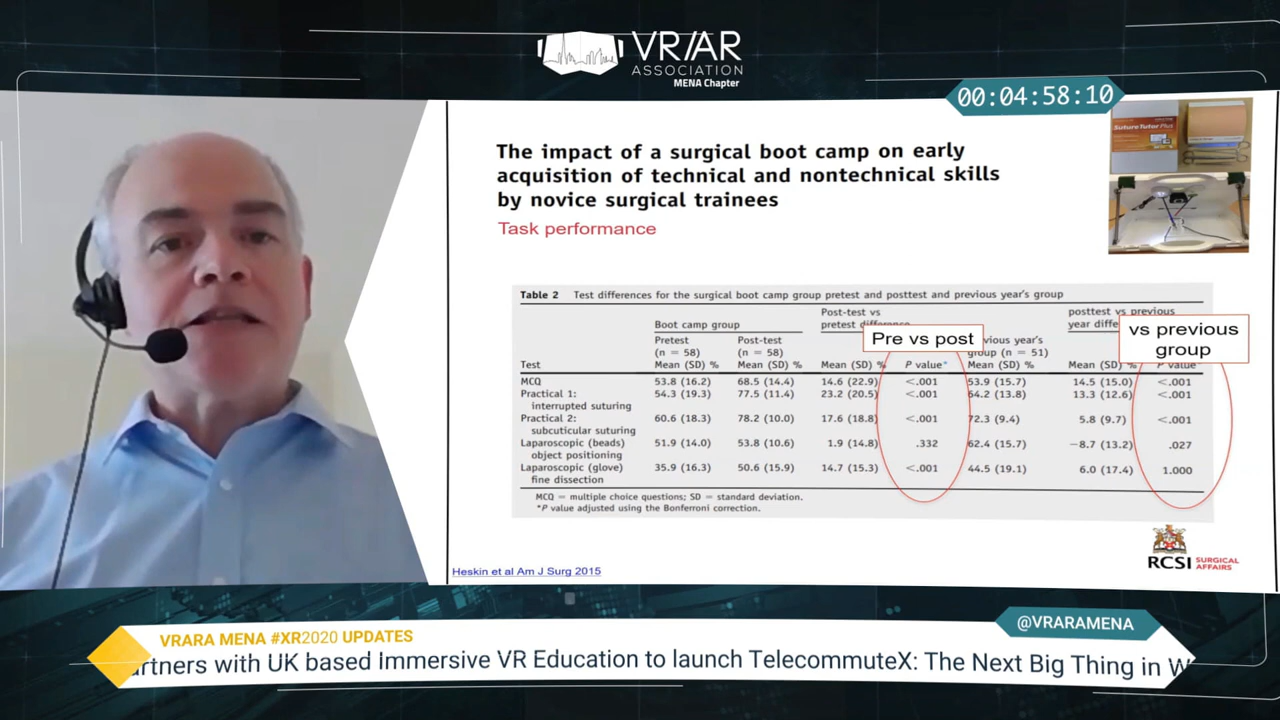 VR/AR
ASSOCIATION
MENA Chapter
00:04:58:10
SutureTutor Plus
The impact of a surgical boot camp on early
acquisition of technical and nontechnical skills
by novice surgical trainees
Task performance
Table 2 Test differences for the surgical boot camp group pretest and posttest and previous year's group
Boot camp group
Post-test vs
pretest difference
posttest vs previous
year diffe
Pre vs post
vs previous
group
Test
Pretest
(n = 58)
Mean (SD) %
Post-test
(n = 58)
Mean (SD) %
Mean (SD) %
P value*
vious year's
group (n = 51)
Mean (SD) %
Mean (SD) %
P value
MCQ 53.8 (16.2) 68.5 (14.4) 14.6 (22.9) <.001 53.9 (15.7) 14.5 (15.0) <.001
Practical 1: 54.3 (19.3) 77.5 (11.4) 23.2 (20.5) <.001 64.2 (13.8) 13.3 (12.6) <.001
interrupted suturing
Practical 2: 60.6 (18.3) 78.2 (10.0) 17.6 (18.8) <.001 72.3 (9.4) 5.8 (9.7) <.001
subcuticular suturing
Laparoscopic (beads) 51.9 (14.0) 53.8 (10.6) 1.9 (14.8) .332 62.4 (15.7) −8.7 (13.2) .027
object positioning
Laparoscopic (glove) 35.9 (16.3) 50.6 (15.9) 14.7 (15.3) <.001 44.5 (19.1) 6.0 (17.4) 1.000
fine dissection
MCQ = multiple choice questions; SD = standard deviation.
*P value adjusted using the Bonferroni correction.
Heskin et al Am J Surg 2015
RCSI SURGICAL
AFFAIRS
@VRARAMENA
VRARA MENA #XR2020 UPDATES
artners with UK based Immersive VR Education to launch TelecommuteX: The Next Big Thing in W